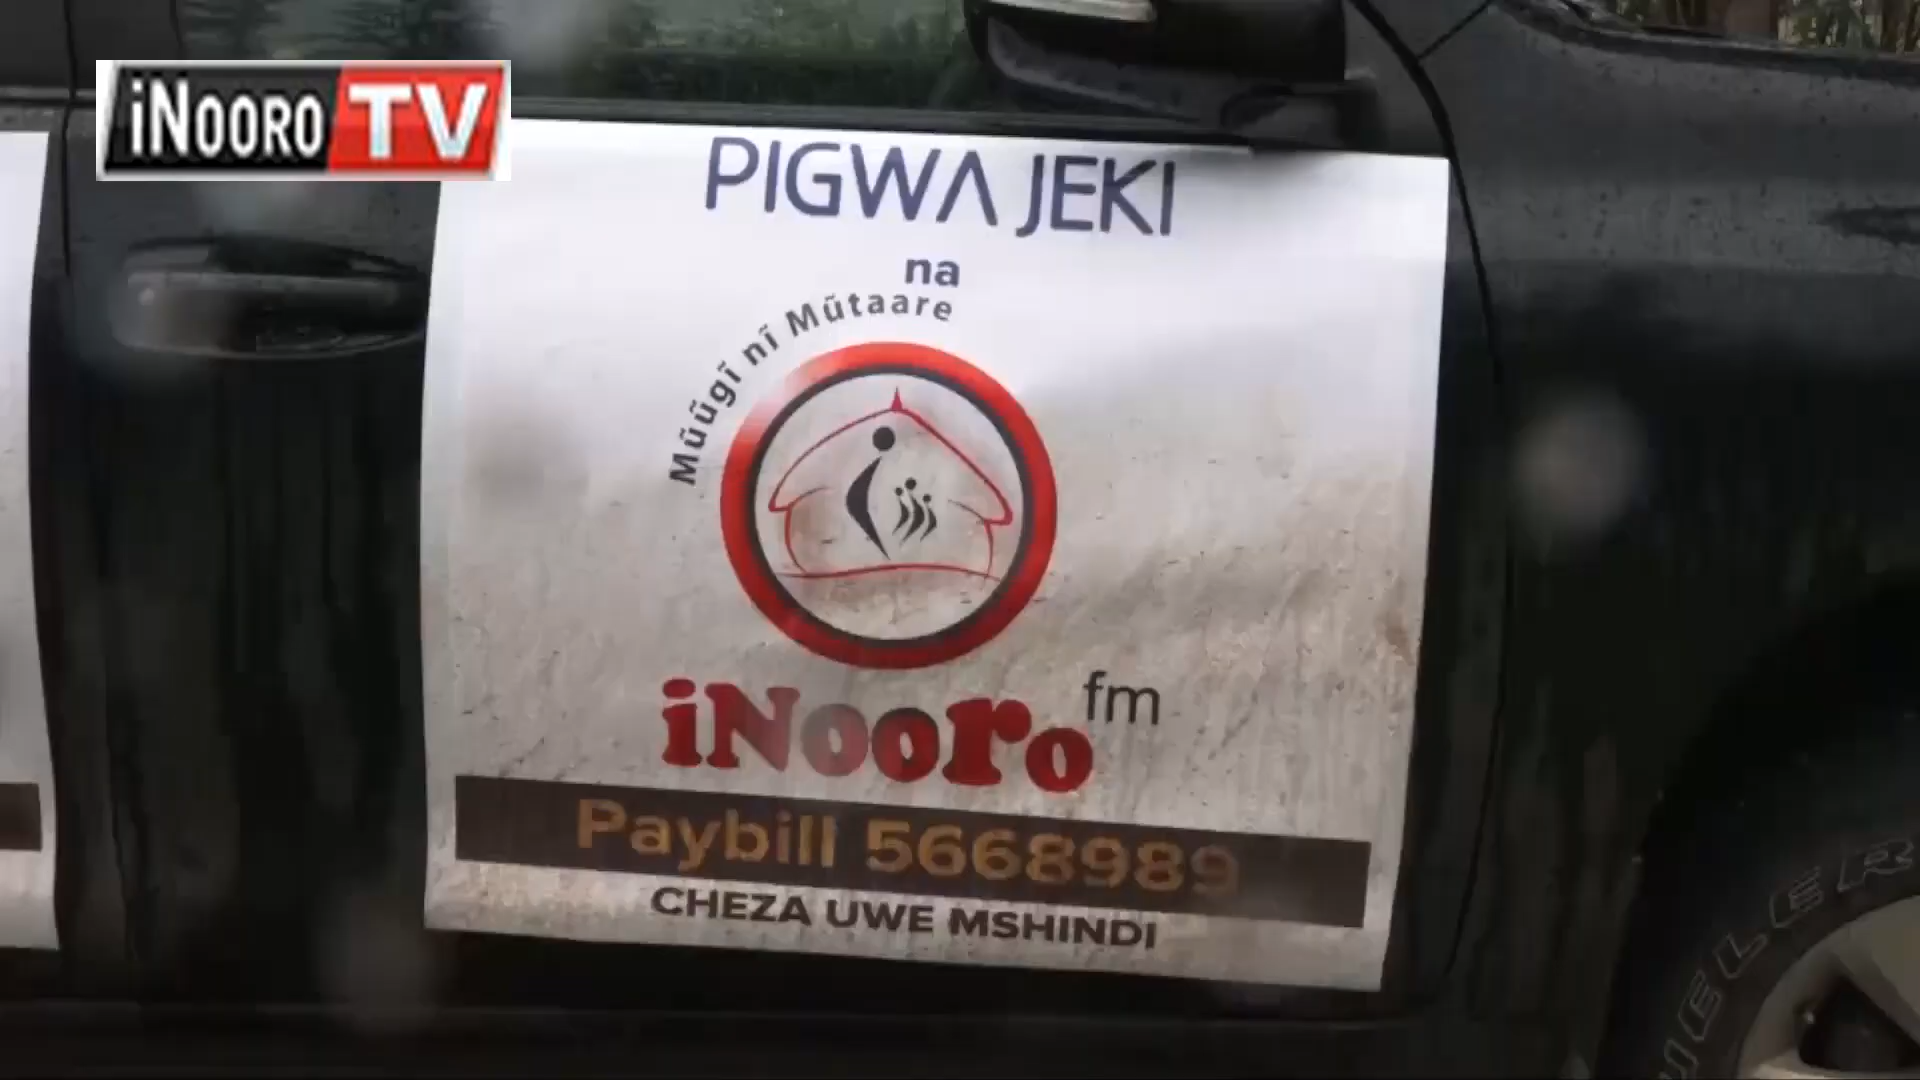 iNOORO TV
PIGWA JEKI
na
Mũũgĩ nĩ Mũtaare
iNooro fm
Paybill 5668989
CHEZA UWE MSHINDI